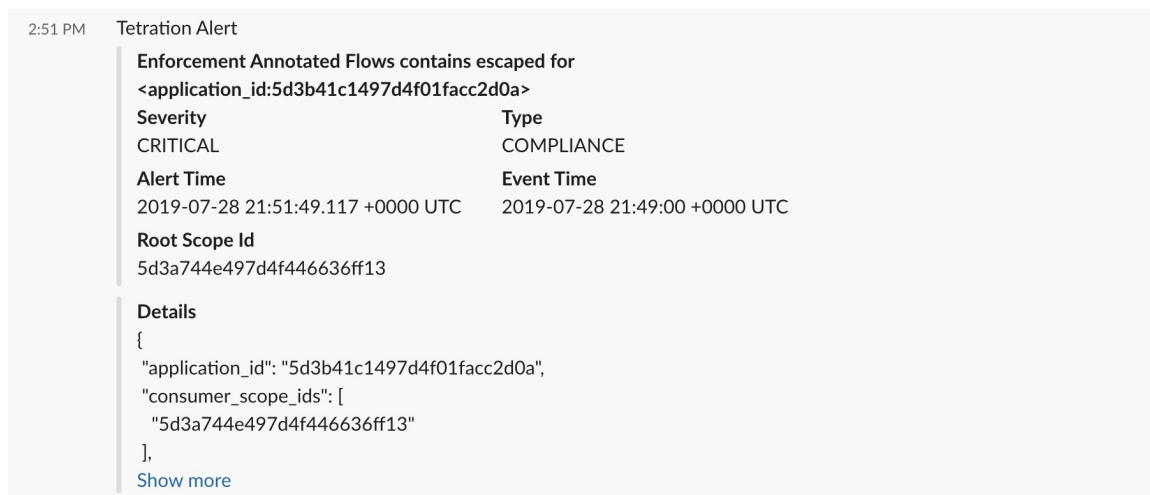 2:51 PM Tetration Alert
Enforcement Annotated Flows contains escaped for
<application_id:5d3b41c1497d4f01facc2d0a>
Severity Type
CRITICAL COMPLIANCE
Alert Time Event Time
2019-07-28 21:51:49.117 +0000 UTC 2019-07-28 21:49:00 +0000 UTC
Root Scope Id
5d3a744e497d4f446636ff13
Details
{
"application_id": "5d3b41c1497d4f01facc2d0a",
"consumer_scope_ids": [
"5d3a744e497d4f446636ff13"
],
Show more